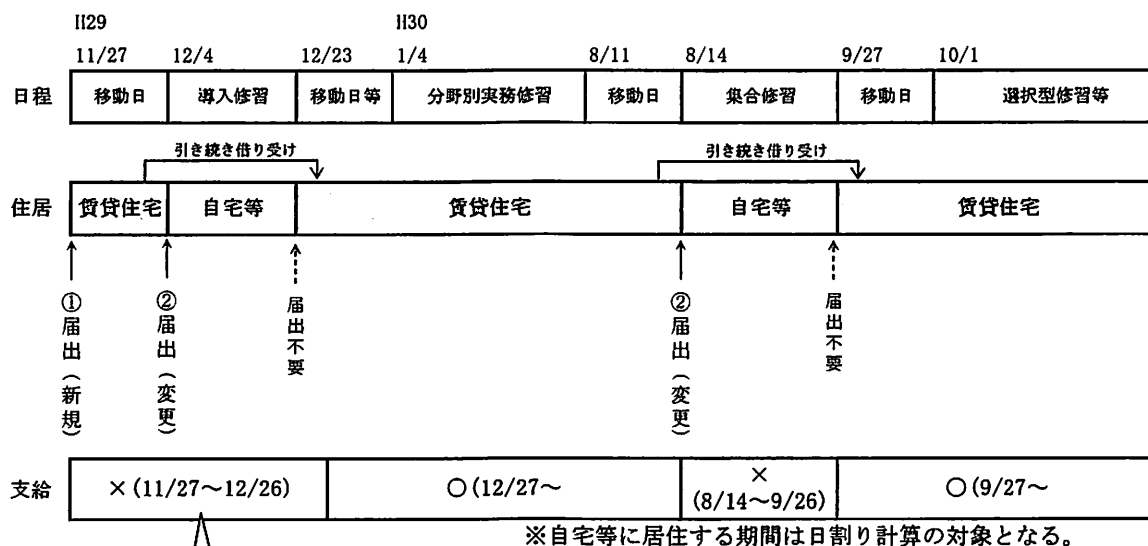 H29 H30
11/27 12/4 12/23 1/4 8/11 8/14 9/27 10/1
日程 移動日 導入修習 移動日等 分野別実務修習 移動日 集合修習 移動日 選択型修習等
引き続き借り受け 引き続き借り受け
住居 賃貸住宅 自宅等 賃貸住宅 自宅等 賃貸住宅
①届出(新規)
②届出(変更)
届出不要
②届出(変更)
届出不要
支給 ×(11/27~12/26) ○(12/27~ × ○(9/27~
(8/14~9/26)
※自宅等に居住する期間は日割り計算の対象となる。